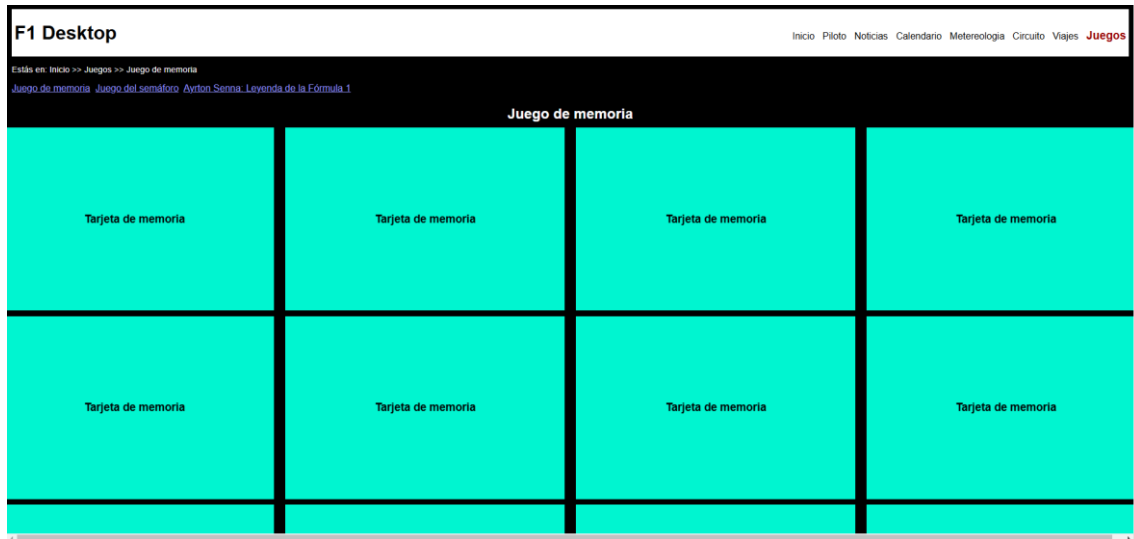 F1 Desktop
Inicio Piloto Noticias Calendario Metereologia Circuito Viajes Juegos
Estás en: Inicio >> Juegos >> Juego de memoria
Juego de memoria Juego del semáforo Ayrton Senna. Leyenda de la Fórmula 1
Juego de memoria
Tarjeta de memoria Tarjeta de memoria Tarjeta de memoria Tarjeta de memoria
Tarjeta de memoria Tarjeta de memoria Tarjeta de memoria Tarjeta de memoria